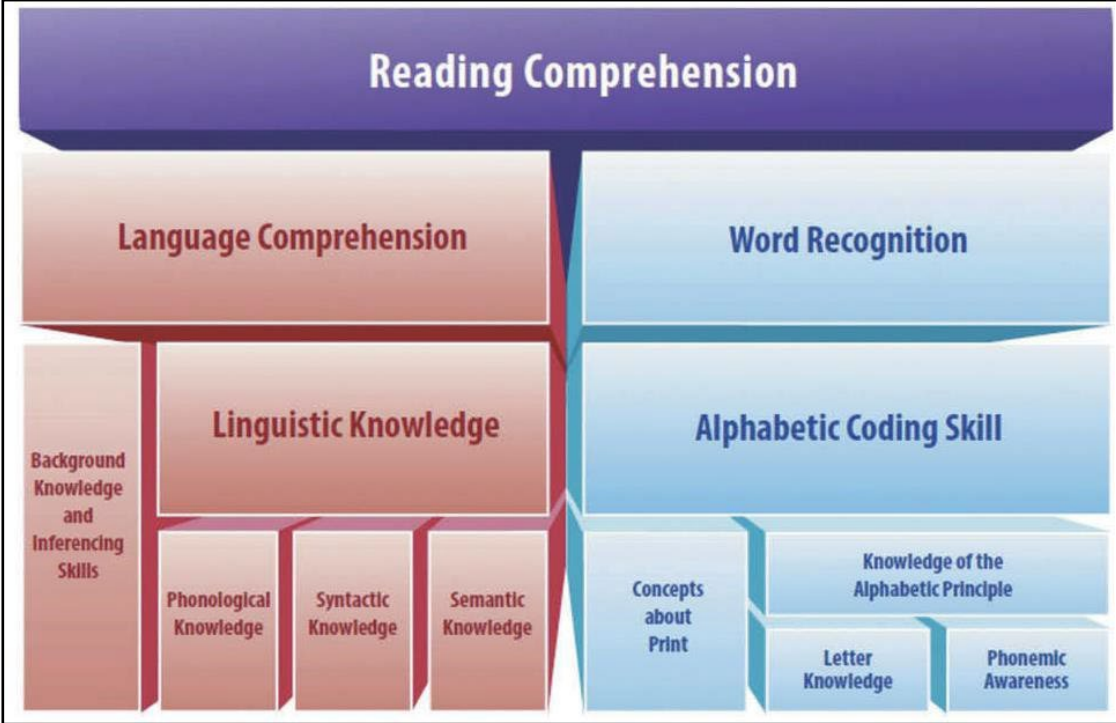 Reading Comprehension
Language Comprehension
Word Recognition
Background
Knowledge
and
Inferencing
Skills
Linguistic Knowledge
Phonological
Knowledge
Syntactic
Knowledge
Semantic
Knowledge
Alphabetic Coding Skill
Concepts
about
Print
Knowledge of the
Alphabetic Principle
Letter
Knowledge
Phonemic
Awareness